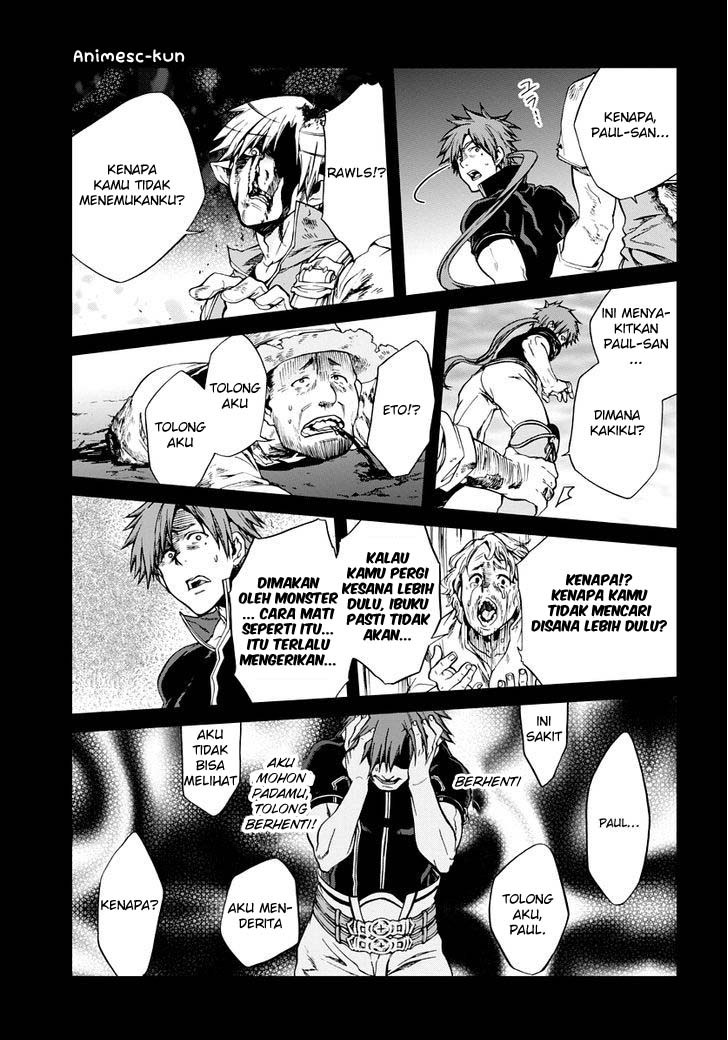 Animesc-kun
KENAPA,
PAUL-SAN...
ユラ...
RAWLS!?
KENAPA
KAMU TIDAK
MENEMUKANKU?
INI MENYA-
KITKAN
PAUL-SAN
...
DIMANA
KAKIKU?
ETO!?
TOLONG
AKU
TOLONG
AKU
KENAPA!?
KENAPA KAMU
TIDAK MENCARI
DISANA LEBIH DULU?
KALAU
KAMU PERGI
KESANA LEBIH
DULU, IBUKU
PASTI TIDAK
AKAN...
DIMAKAN
OLEH MONSTER
... CARA MATI
SEPERTI ITU...
ITU TERLALU
MENGERIKAN...
INI
SAKIT
PAUL...
BERHENTI
TOLONG
AKU,
PAUL.
AKU
TIDAK
BISA
MELIHAT
AKU
MOHON
PADAMU,
TOLONG
BERHENTI!
AKU MEN-
DERITA
KENAPA?